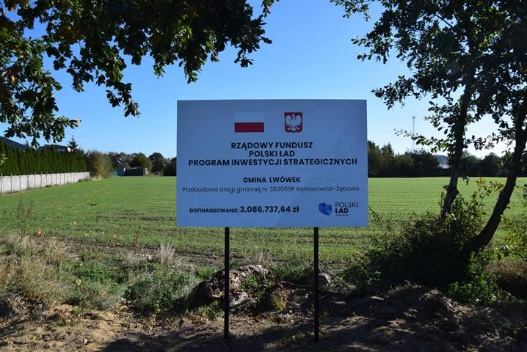 RZĄDOWY FUNDUSZ
POLSKI ŁAD
PROGRAM INWESTYCJI STRATEGICZNYCH
GMINA LWÓWEK
Przebudowa drogi gminnej nr 383569P Komorowice-Zębowo
DOFINANSOWANIE: 3.086.737,64 zł
POLSKI
ŁAD